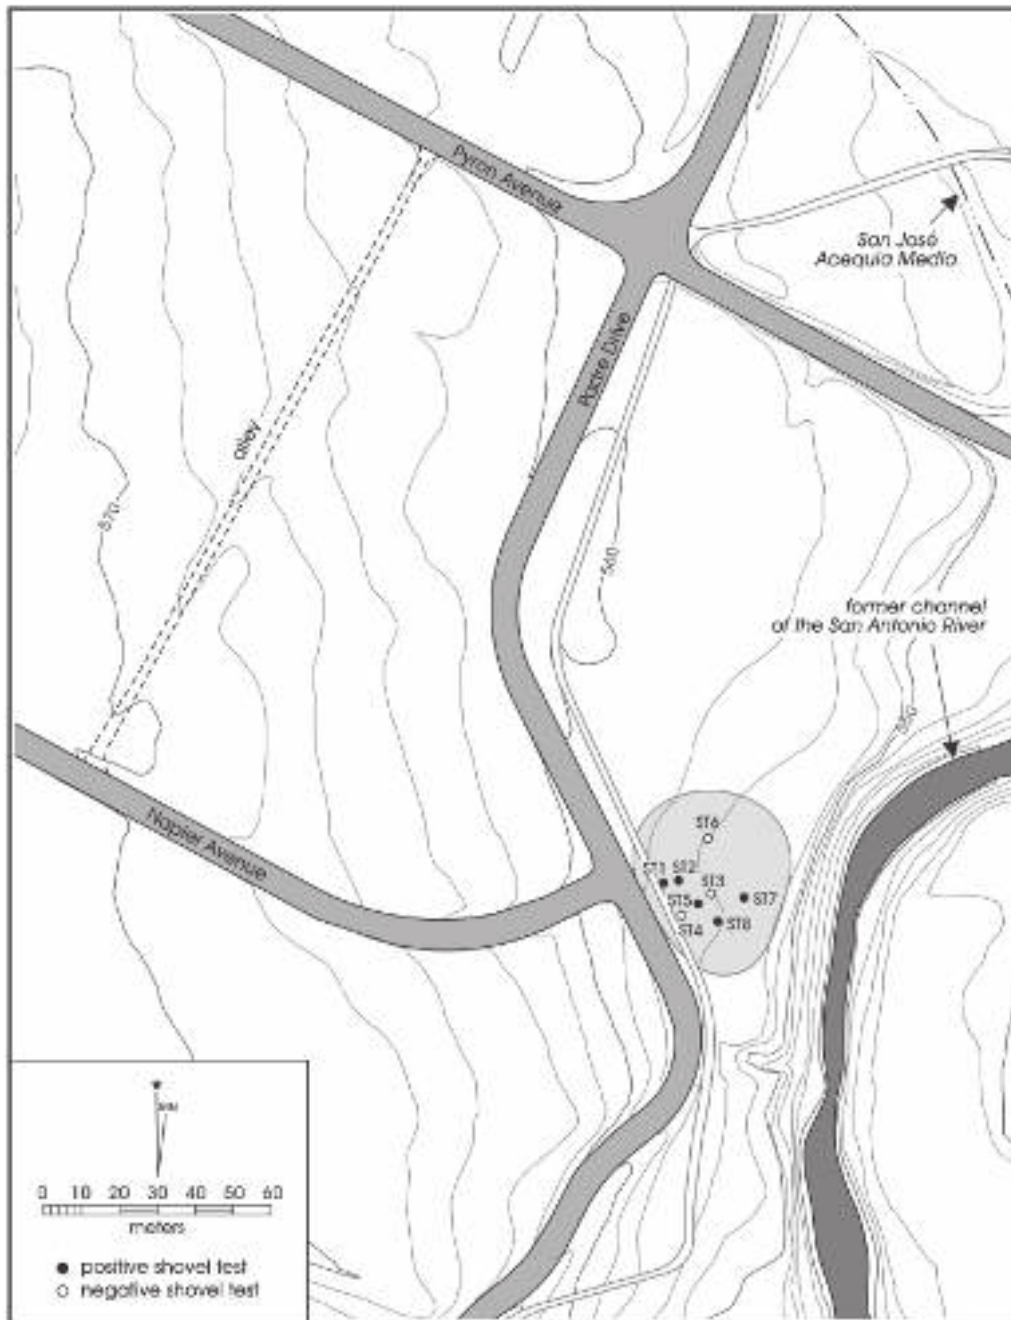 Pyron Avenue
San José
Acequia Media
Padre Drive
alley
570
560
former channel
of the San Antonio River
550
ST6
ST1
ST2
ST3
ST5
ST7
ST4
ST8
Napier Avenue
0 10 20 30 40 50 60
meters
positive shovel test
negative shovel test